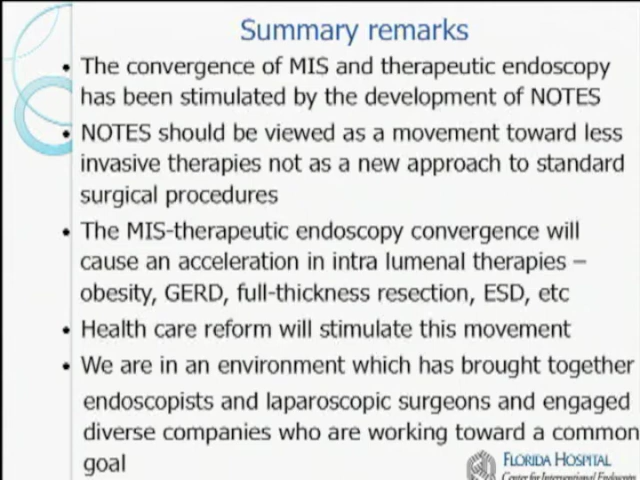 Summary remarks
• The convergence of MIS and therapeutic endoscopy
has been stimulated by the development of NOTES
• NOTES should be viewed as a movement toward less
invasive therapies not as a new approach to standard
surgical procedures
• The MIS-therapeutic endoscopy convergence will
cause an acceleration in intra lumenal therapies –
obesity, GERD, full-thickness resection, ESD, etc
• Health care reform will stimulate this movement
• We are in an environment which has brought together
endoscopists and laparoscopic surgeons and engaged
diverse companies who are working toward a common
goal
FLORIDA HOSPITAL
Center for Interventional